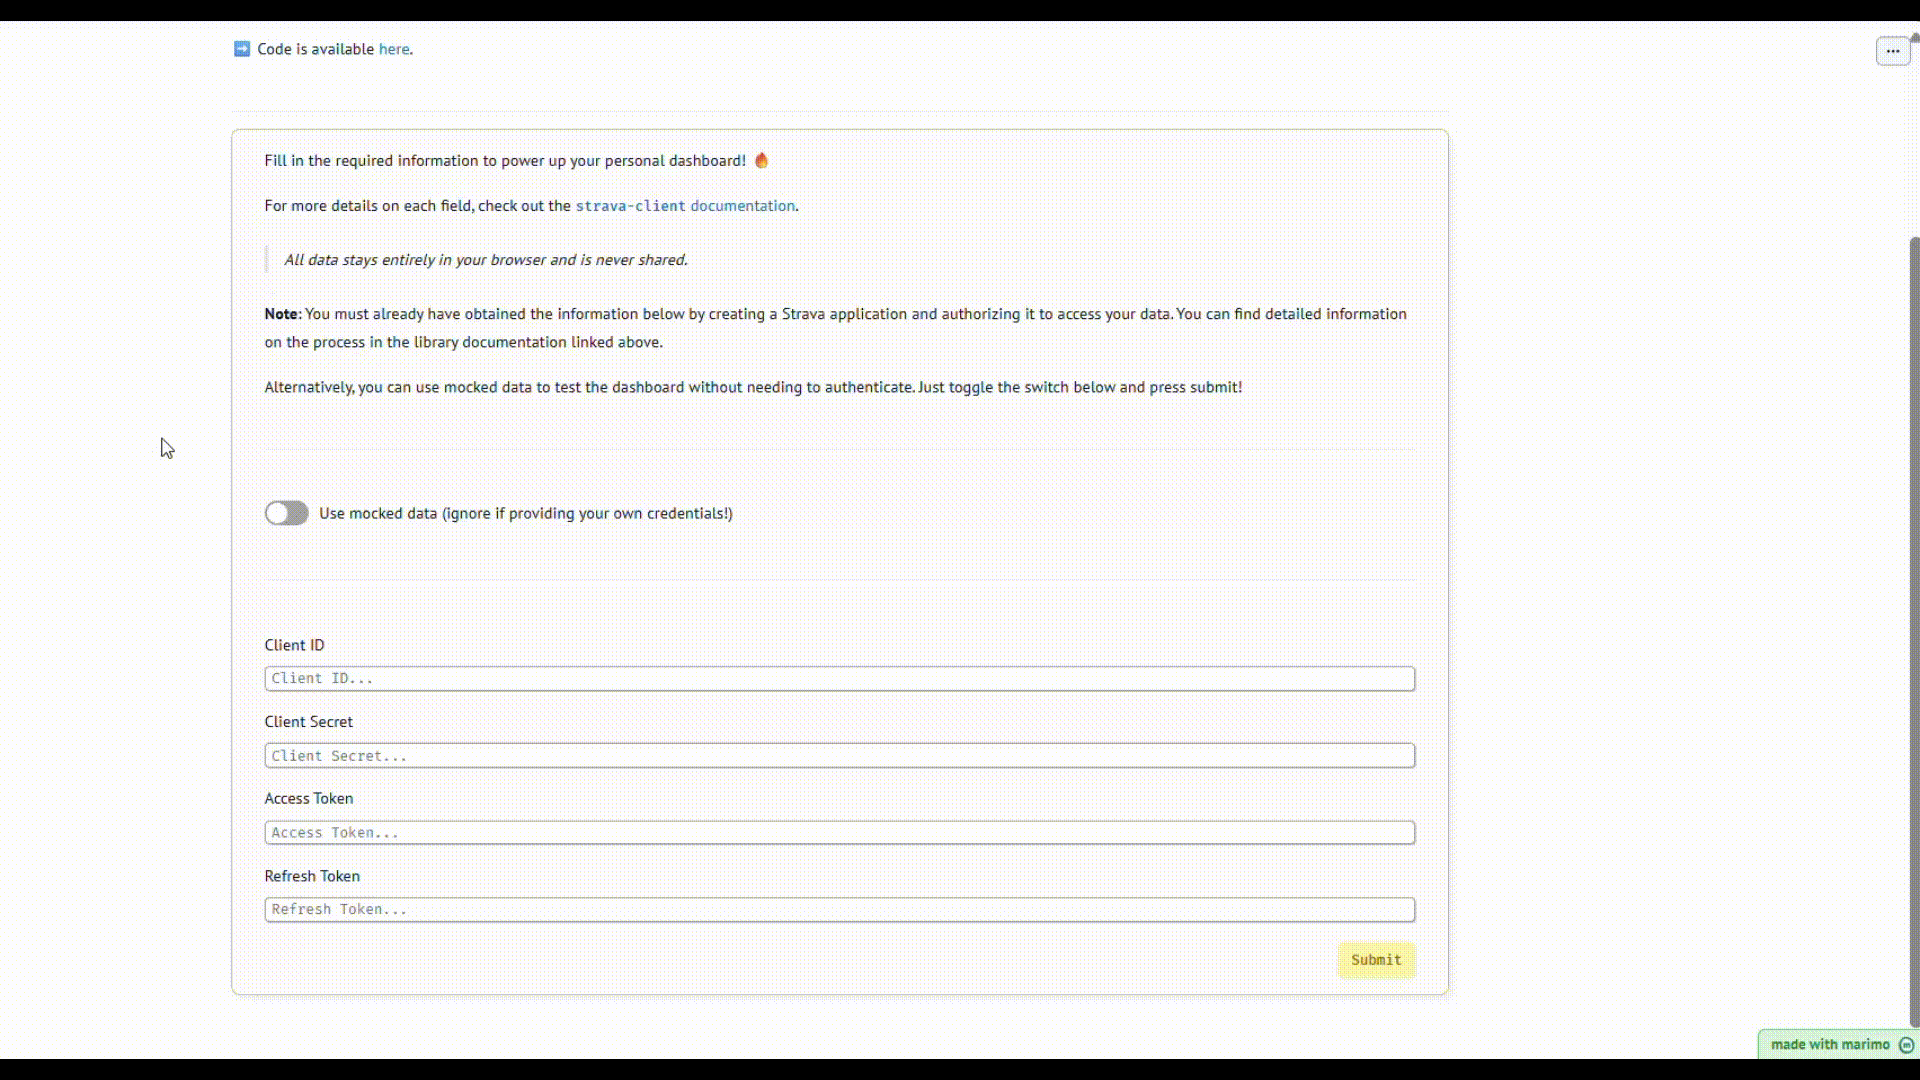 ➡️ Code is available here.
...
Fill in the required information to power up your personal dashboard! 🔥
For more details on each field, check out the strava-client documentation.
All data stays entirely in your browser and is never shared.
Note: You must already have obtained the information below by creating a Strava application and authorizing it to access your data. You can find detailed information
on the process in the library documentation linked above.
Alternatively, you can use mocked data to test the dashboard without needing to authenticate. Just toggle the switch below and press submit!
Use mocked data (ignore if providing your own credentials!)
Client ID
Client ID...
Client Secret
Client Secret...
Access Token
Access Token...
Refresh Token
Refresh Token...
Submit
made with marimo